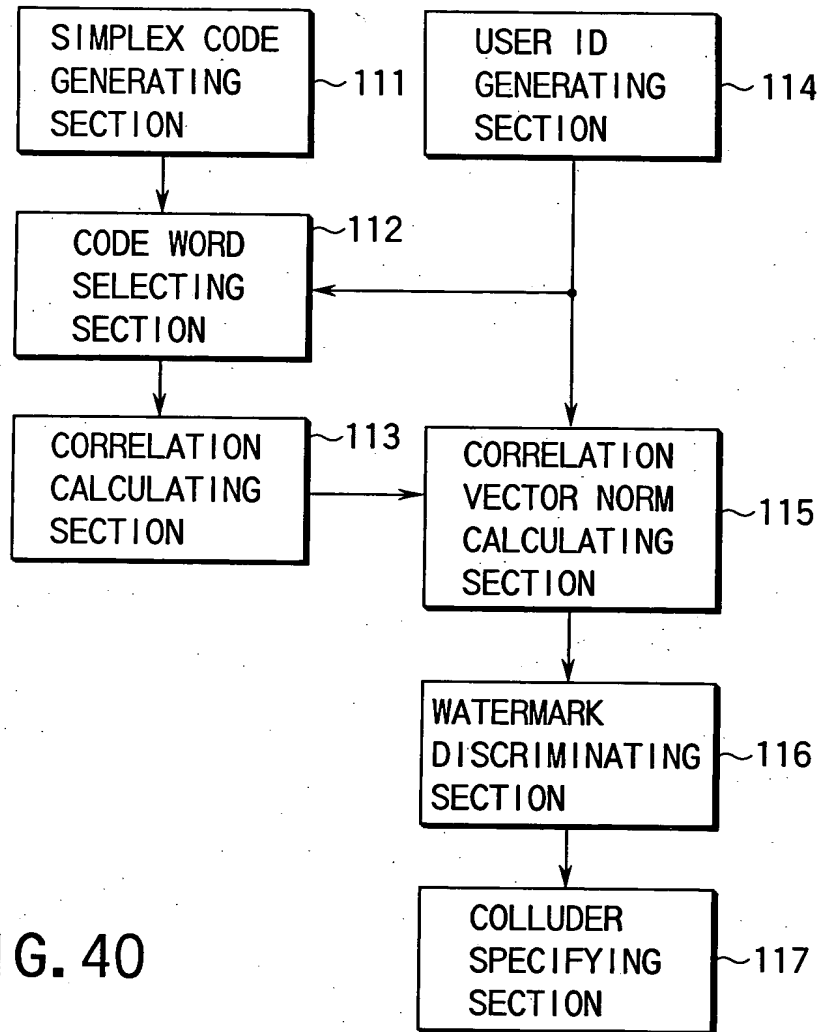 SIMPLEX CODE
GENERATING
SECTION
111
USER ID
GENERATING
SECTION
114
CODE WORD
SELECTING
SECTION
112
CORRELATION
CALCULATING
SECTION
113
CORRELATION
VECTOR NORM
CALCULATING
SECTION
115
WATERMARK
DISCRIMINATING
SECTION
116
COLLUDER
SPECIFYING
SECTION
117
G. 40